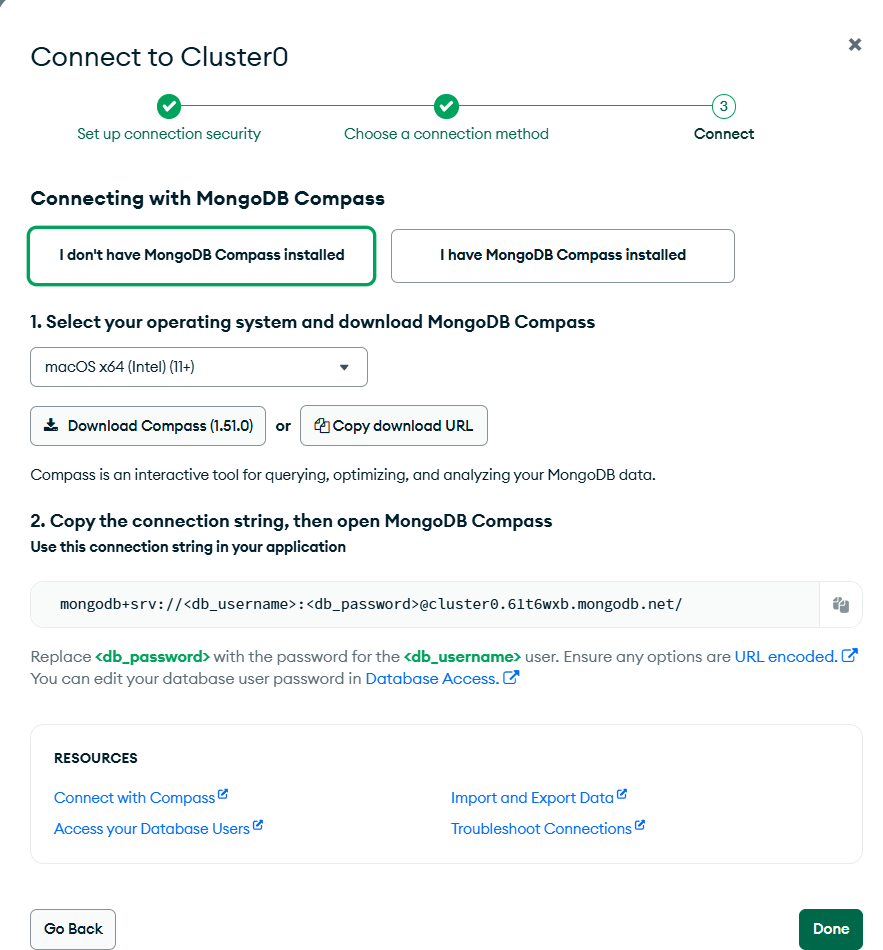 Connect to Cluster0
3
Set up connection security
Choose a connection method
Connect
Connecting with MongoDB Compass
I don't have MongoDB Compass installed
I have MongoDB Compass installed
1. Select your operating system and download MongoDB Compass
macOS x64 (Intel) (11+)
Download Compass (1.51.0) or Copy download URL
Compass is an interactive tool for querying, optimizing, and analyzing your MongoDB data.
2. Copy the connection string, then open MongoDB Compass
Use this connection string in your application
mongodb+srv://<db_username>:<db_password>@cluster0.61t6wxb.mongodb.net/
Replace <db_password> with the password for the <db_username> user. Ensure any options are URL encoded.
You can edit your database user password in Database Access.
RESOURCES
Connect with Compass
Import and Export Data
Access your Database Users
Troubleshoot Connections
Go Back
Done